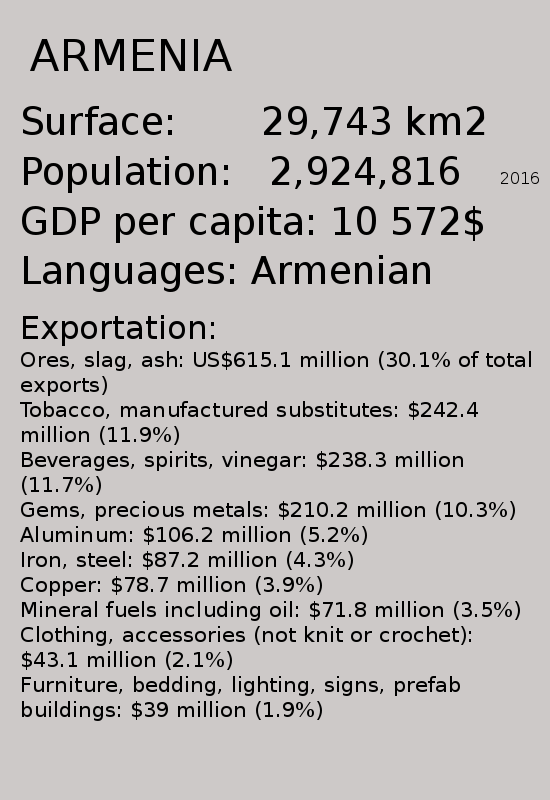 ARMENIA
Surface: 29,743 km2
Population: 2,924,816 2016
GDP per capita: 10 572$
Languages: Armenian
Exportation:
Ores, slag, ash: US$615.1 million (30.1% of total
exports)
Tobacco, manufactured substitutes: $242.4
million (11.9%)
Beverages, spirits, vinegar: $238.3 million
(11.7%)
Gems, precious metals: $210.2 million (10.3%)
Aluminum: $106.2 million (5.2%)
Iron, steel: $87.2 million (4.3%)
Copper: $78.7 million (3.9%)
Mineral fuels including oil: $71.8 million (3.5%)
Clothing, accessories (not knit or crochet):
$43.1 million (2.1%)
Furniture, bedding, lighting, signs, prefab
buildings: $39 million (1.9%)